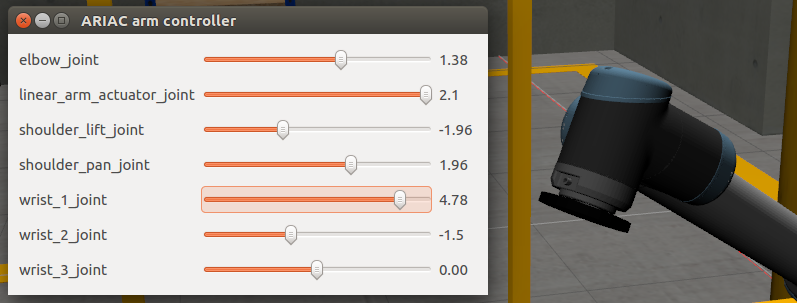 ARIAC arm controller
elbow_joint 1.38
linear_arm_actuator_joint 2.1
shoulder_lift_joint -1.96
shoulder_pan_joint 1.96
wrist_1_joint 4.78
wrist_2_joint -1.5
wrist_3_joint 0.00